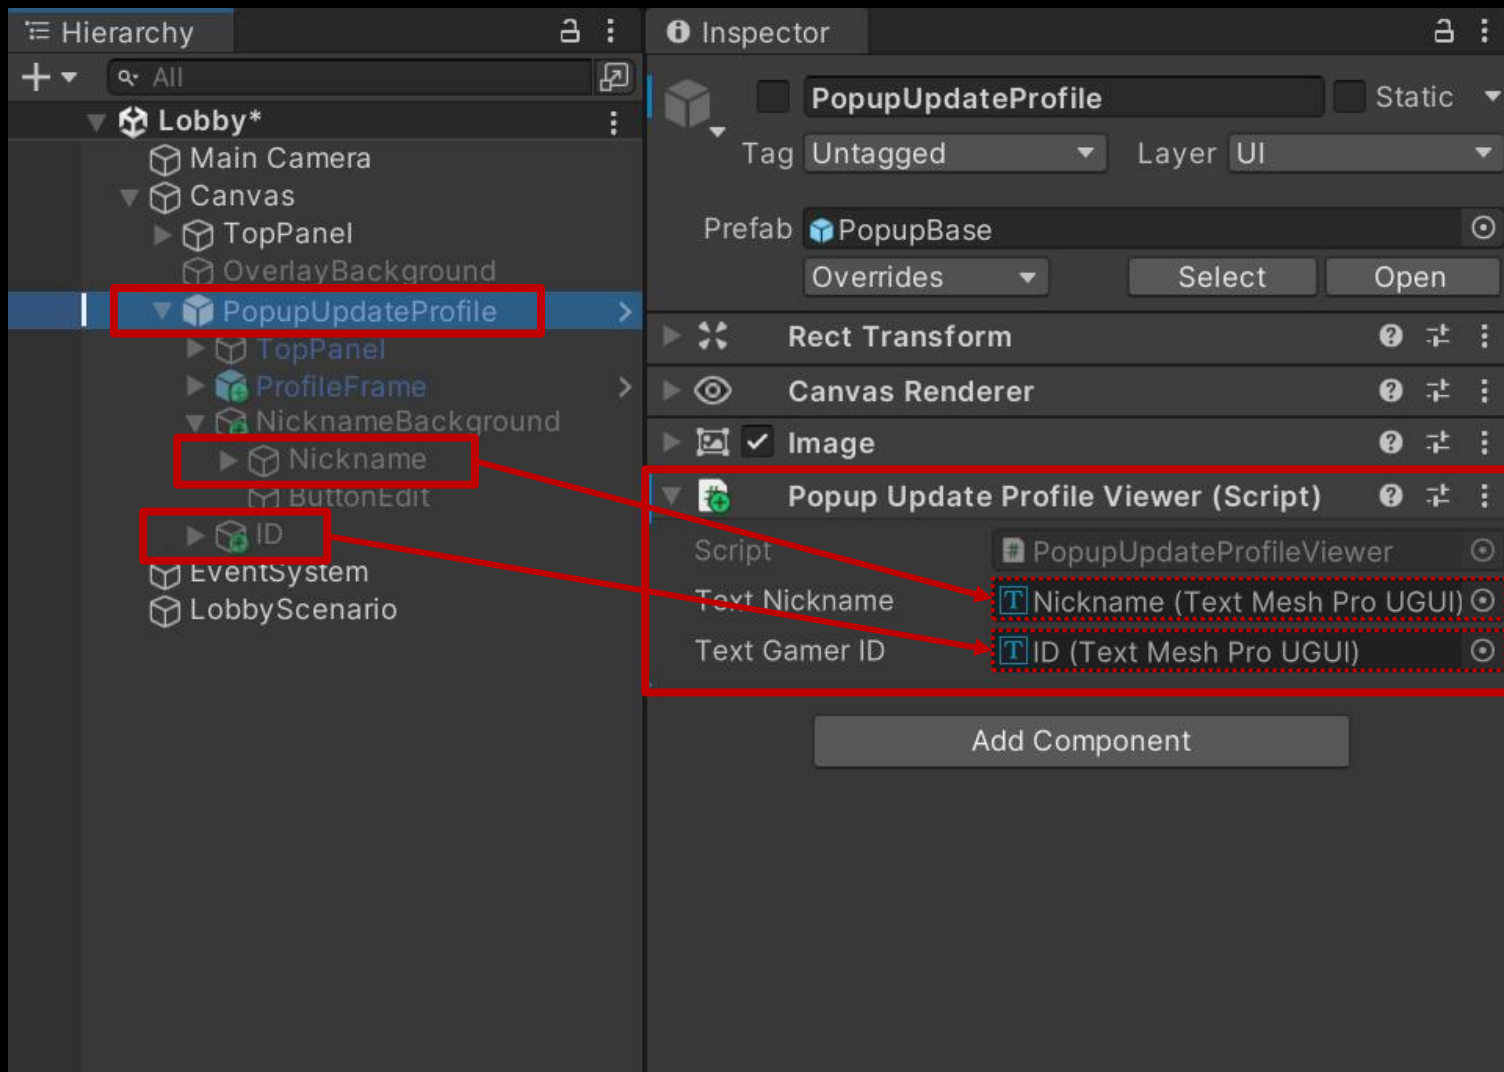 Hierarchy
All
Lobby*
Main Camera
Canvas
TopPanel
OverlayBackground
PopupUpdateProfile
TopPanel
ProfileFrame
NicknameBackground
Nickname
ButtonEdit
ID
EventSystem
LobbyScenario
Inspector
PopupUpdateProfile
Static
Tag Untagged Layer UI
Prefab PopupBase
Overrides Select Open
Rect Transform
Canvas Renderer
Image
Popup Update Profile Viewer (Script)
Script PopupUpdateProfileViewer
Text Nickname Nickname (Text Mesh Pro UGUI)
Text Gamer ID ID (Text Mesh Pro UGUI)
Add Component